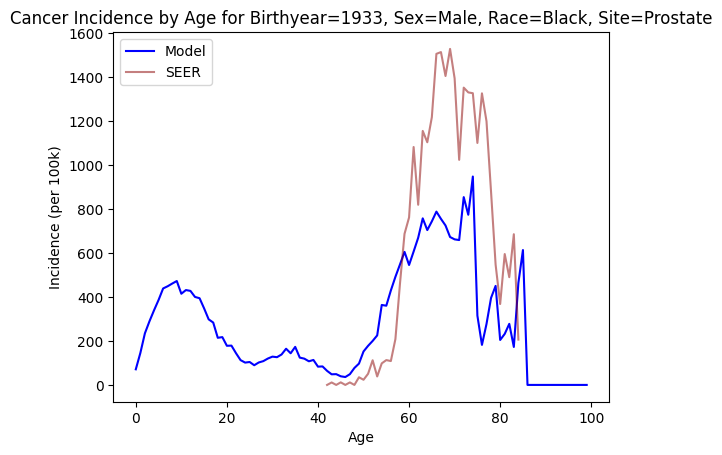 Cancer Incidence by Age for Birthyear=1933, Sex=Male, Race=Black, Site=Prostate
Model
SEER
Incidence (per 100k)
1600
1400
1200
1000
800
600
400
200
0
0 20 40 60 80 100
Age